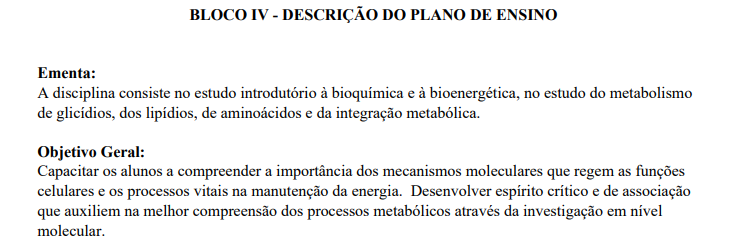 BLOCO IV - DESCRIÇÃO DO PLANO DE ENSINO
Ementa:
A disciplina consiste no estudo introdutório à bioquímica e à bioenergética, no estudo do metabolismo
de glicídios, dos lipídios, de aminoácidos e da integração metabólica.
Objetivo Geral:
Capacitar os alunos a compreender a importância dos mecanismos moleculares que regem as funções
celulares e os processos vitais na manutenção da energia.  Desenvolver espírito crítico e de associação
que auxiliem na melhor compreensão dos processos metabólicos através da investigação em nível
molecular.